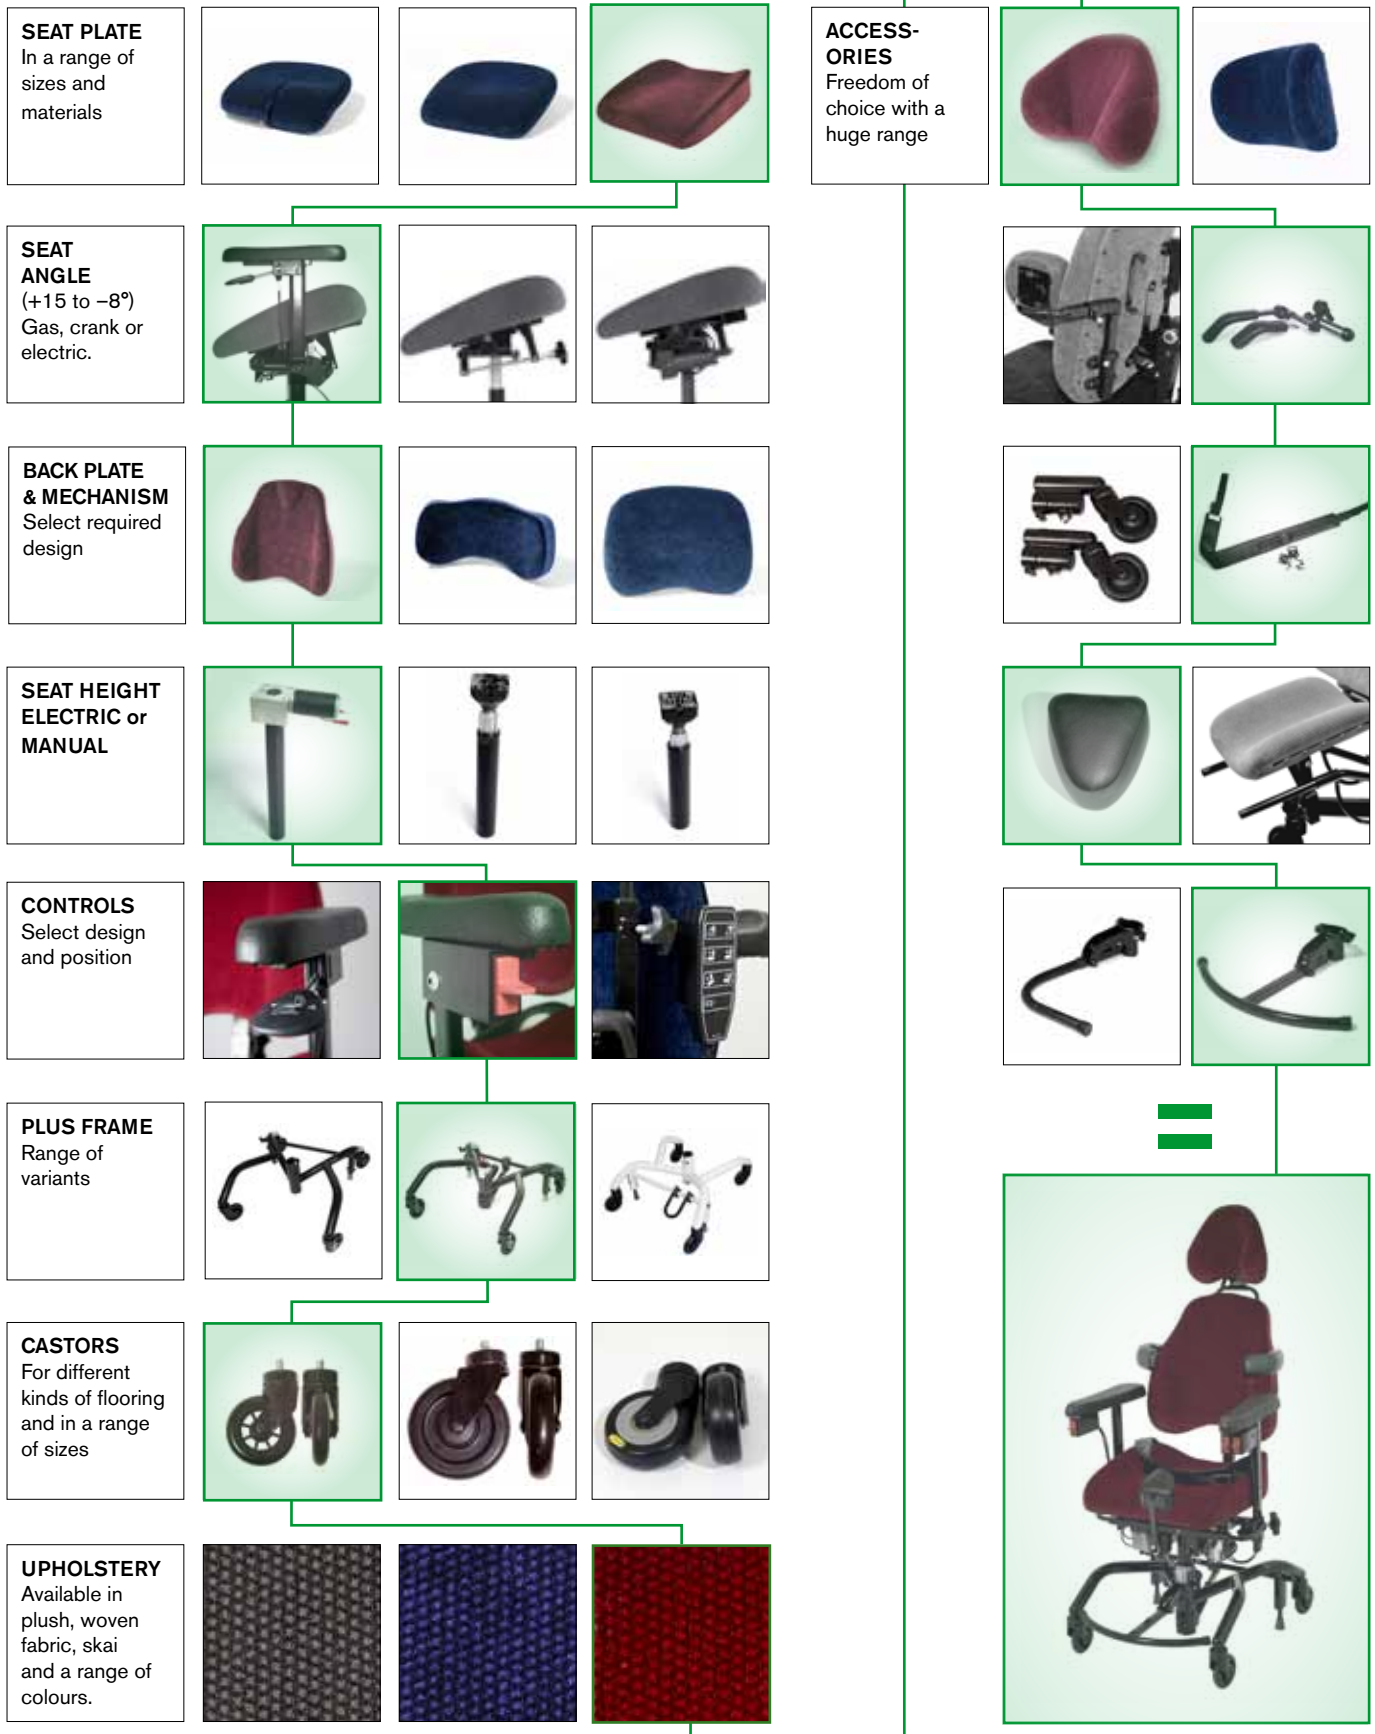 SEAT PLATE
In a range of
sizes and
materials
SEAT
ANGLE
(+15 to –8°)
Gas, crank or
electric.
BACK PLATE
& MECHANISM
Select required
design
SEAT HEIGHT
ELECTRIC or
MANUAL
CONTROLS
Select design
and position
PLUS FRAME
Range of
variants
CASTORS
For different
kinds of flooring
and in a range
of sizes
UPHOLSTERY
Available in
plush, woven
fabric, skai
and a range of
colours.
ACCESS-
ORIES
Freedom of
choice with a
huge range